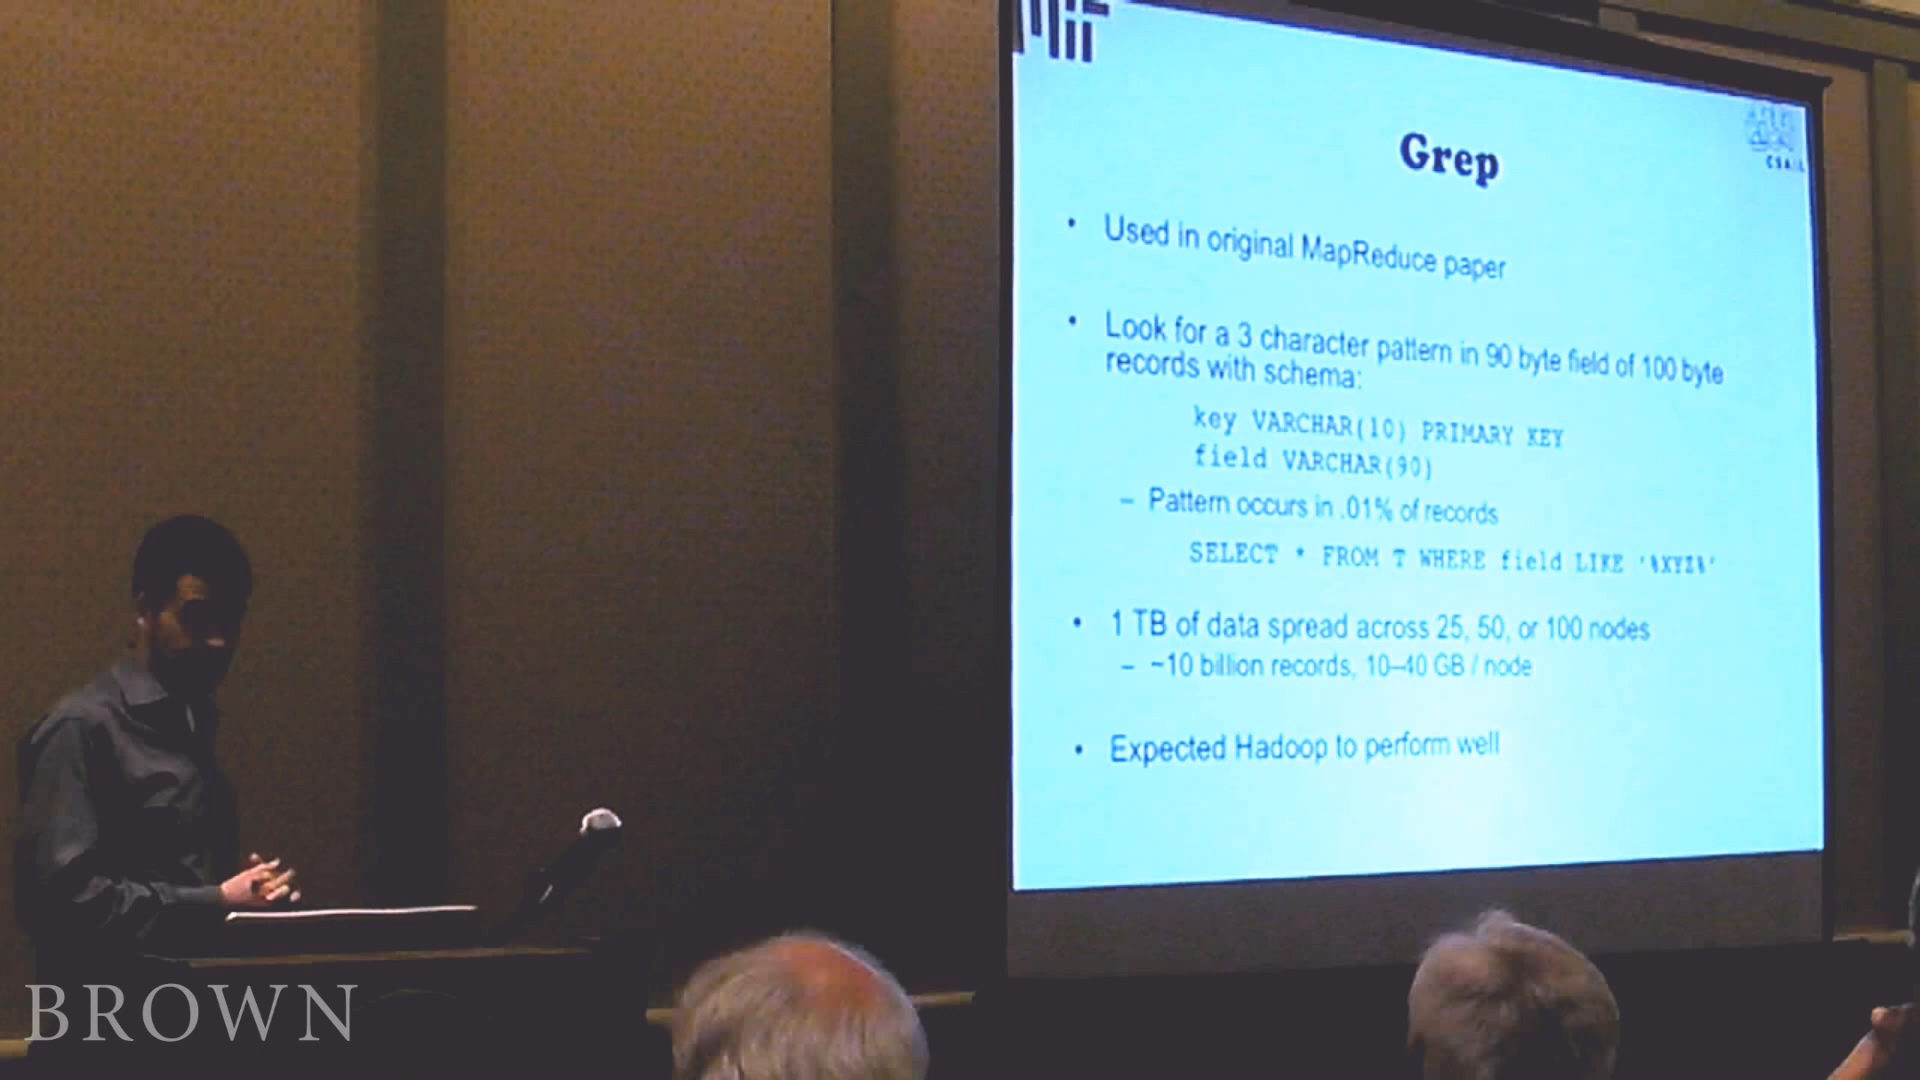 MIT
CSAIL
Grep
• Used in original MapReduce paper
• Look for a 3 character pattern in 90 byte field of 100 byte
records with schema:
key VARCHAR(10) PRIMARY KEY
field VARCHAR(90)
– Pattern occurs in .01% of records
SELECT * FROM T WHERE field LIKE '%XYZ%'
• 1 TB of data spread across 25, 50, or 100 nodes
– ~10 billion records, 10–40 GB / node
• Expected Hadoop to perform well
BROWN